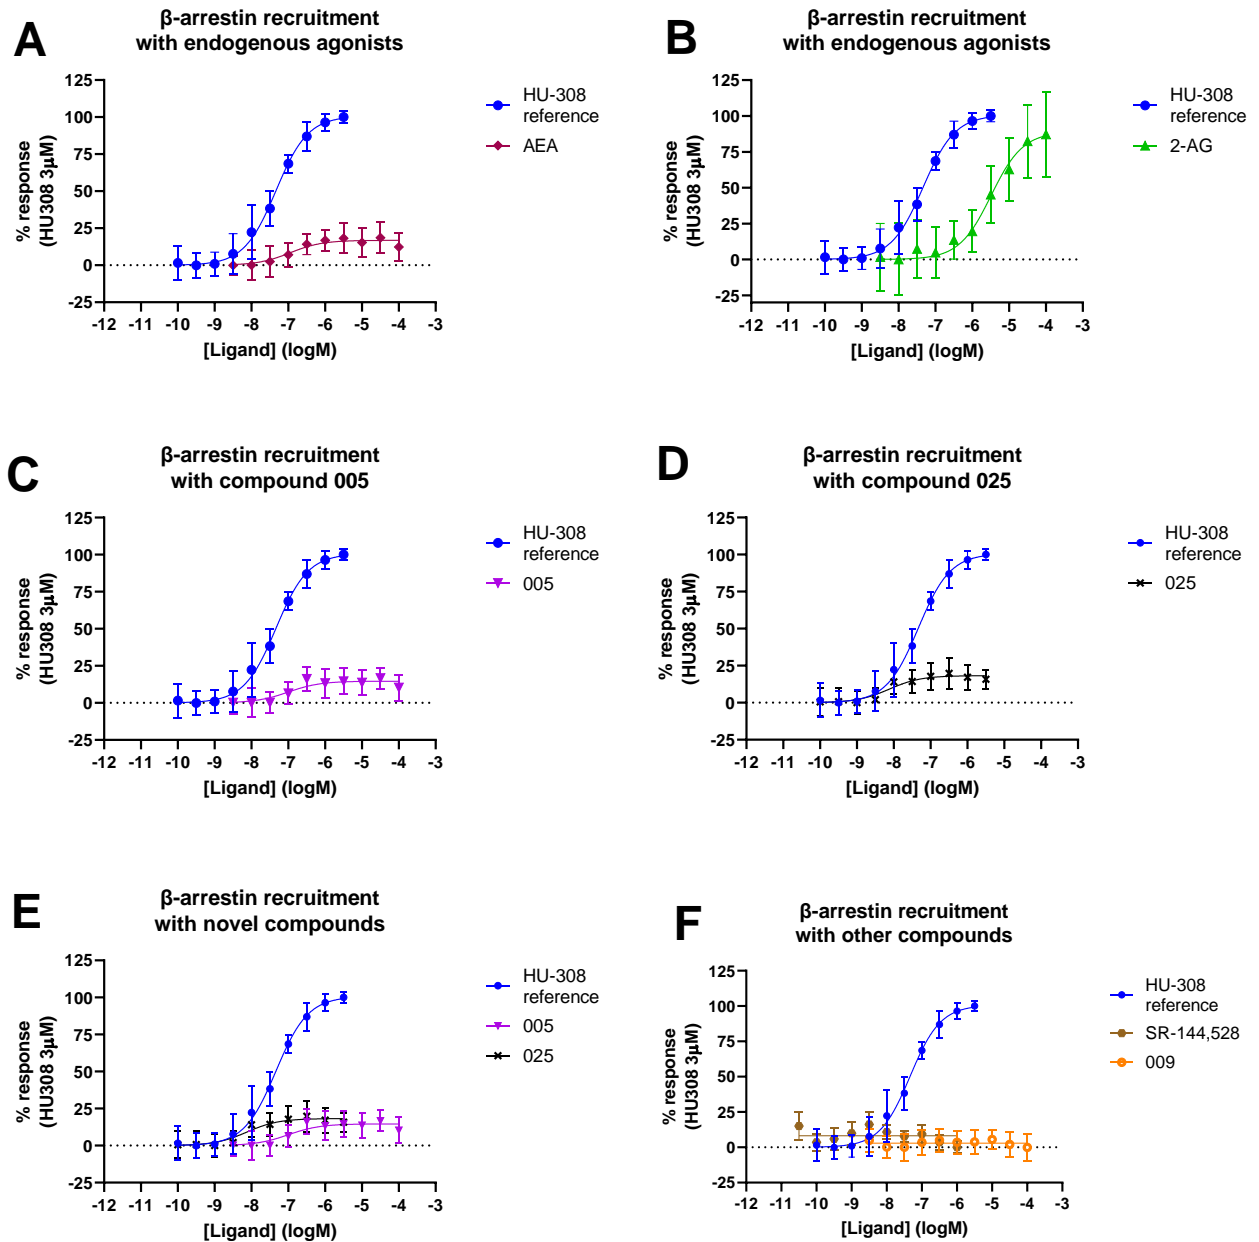 A
β-arrestin recruitment
with endogenous agonists
125
100
75
50
25
0
-25
% response
(HU308 3μM)
-12 -11 -10 -9 -8 -7 -6 -5 -4 -3
[Ligand] (logM)
HU-308
reference
AEA
B
β-arrestin recruitment
with endogenous agonists
125
100
75
50
25
0
-25
% response
(HU308 3μM)
-12 -11 -10 -9 -8 -7 -6 -5 -4 -3
[Ligand] (logM)
HU-308
reference
2-AG
C
β-arrestin recruitment
with compound 005
125
100
75
50
25
0
-25
% response
(HU308 3μM)
-12 -11 -10 -9 -8 -7 -6 -5 -4 -3
[Ligand] (logM)
HU-308
reference
005
D
β-arrestin recruitment
with compound 025
125
100
75
50
25
0
-25
% response
(HU308 3μM)
-12 -11 -10 -9 -8 -7 -6 -5 -4 -3
[Ligand] (logM)
HU-308
reference
025
E
β-arrestin recruitment
with novel compounds
125
100
75
50
25
0
-25
% response
(HU308 3μM)
-12 -11 -10 -9 -8 -7 -6 -5 -4 -3
[Ligand] (logM)
HU-308
reference
005
025
F
β-arrestin recruitment
with other compounds
125
100
75
50
25
0
-25
% response
(HU308 3μM)
-12 -11 -10 -9 -8 -7 -6 -5 -4 -3
[Ligand] (logM)
HU-308
reference
SR-144,528
009